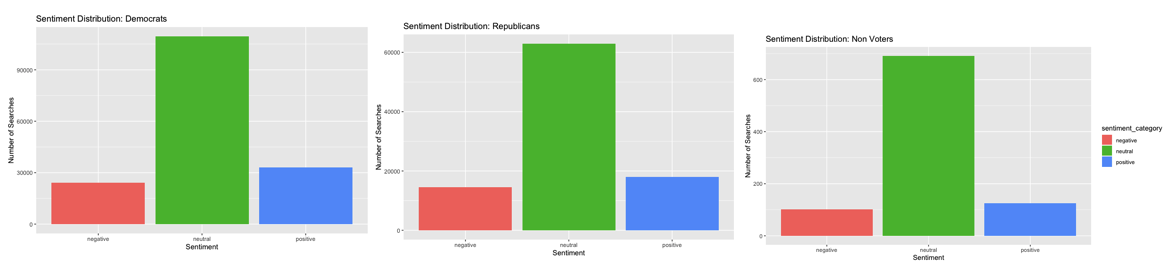 Sentiment Distribution: Democrats
Number of Searches
90000
60000
30000
0
negative neutral positive
Sentiment
Sentiment Distribution: Republicans
Number of Searches
60000
40000
20000
0
negative neutral positive
Sentiment
Sentiment Distribution: Non Voters
Number of Searches
600
400
200
0
negative neutral positive
Sentiment
sentiment_category
negative
neutral
positive